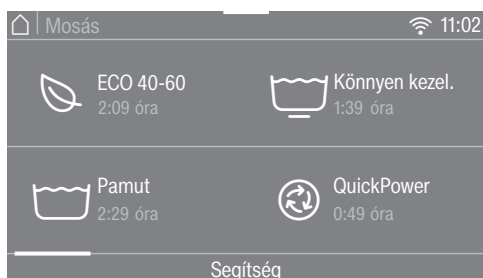 Mosás 11:02
ECO 40-60
2:09 óra
Könnyen kezel.
1:39 óra
Pamut
2:29 óra
QuickPower
0:49 óra
Segítség